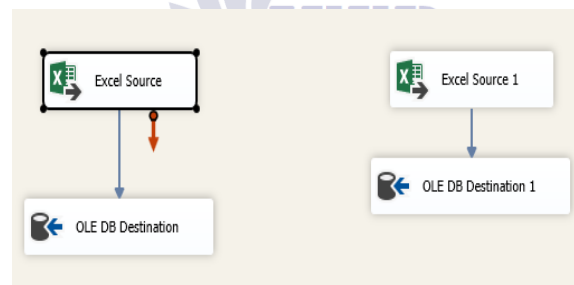 Excel Source
Excel Source 1
OLE DB Destination
OLE DB Destination 1